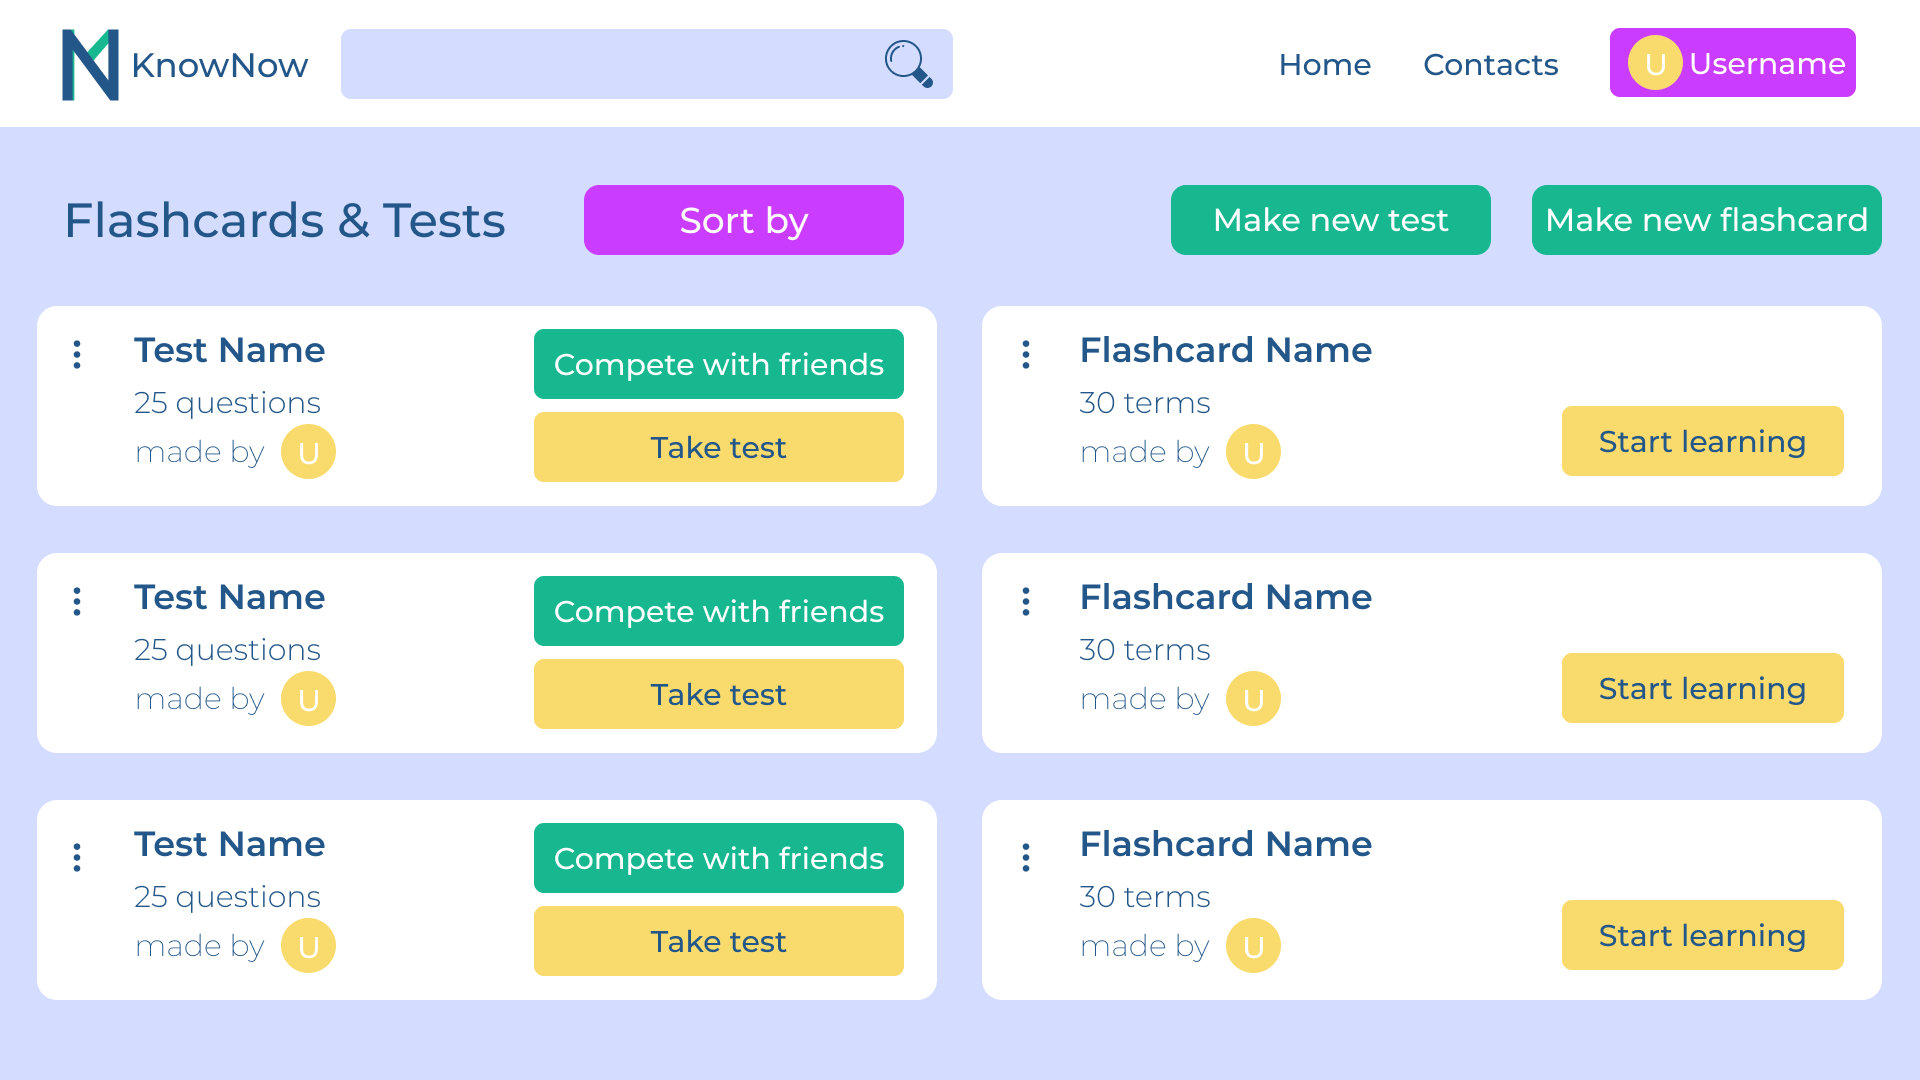 KnowNow
Home Contacts U Username
Flashcards & Tests Sort by Make new test Make new flashcard
Test Name
25 questions
made by U
Compete with friends
Take test
Flashcard Name
30 terms
made by U
Start learning
Test Name
25 questions
made by U
Compete with friends
Take test
Flashcard Name
30 terms
made by U
Start learning
Test Name
25 questions
made by U
Compete with friends
Take test
Flashcard Name
30 terms
made by U
Start learning